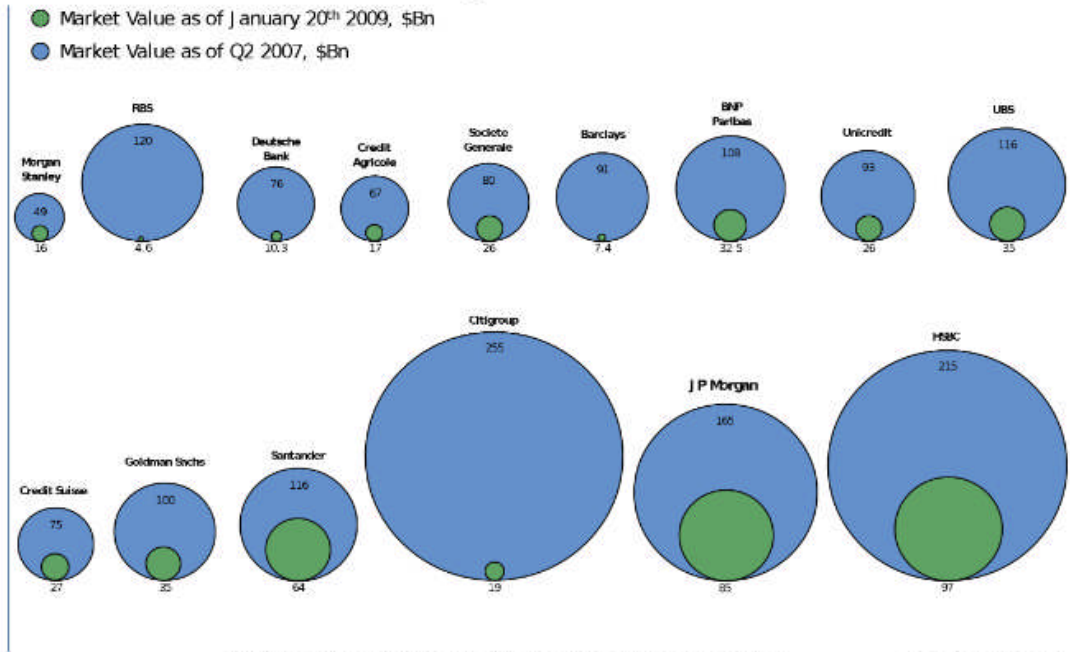 Market Value as of January 20th 2009, $Bn
Market Value as of Q2 2007, $Bn
Morgan
Stanley
49
16
RBS
120
4.6
Deutsche
Bank
76
10.3
Credit
Agricole
67
17
Societe
Generale
80
26
Barclays
91
7.4
BNP
Paribas
108
32.5
Unicredit
93
26
UBS
116
35
Credit Suisse
75
27
Goldman Sachs
100
35
Santander
116
64
Citigroup
255
19
J P Morgan
165
85
HSBC
215
97